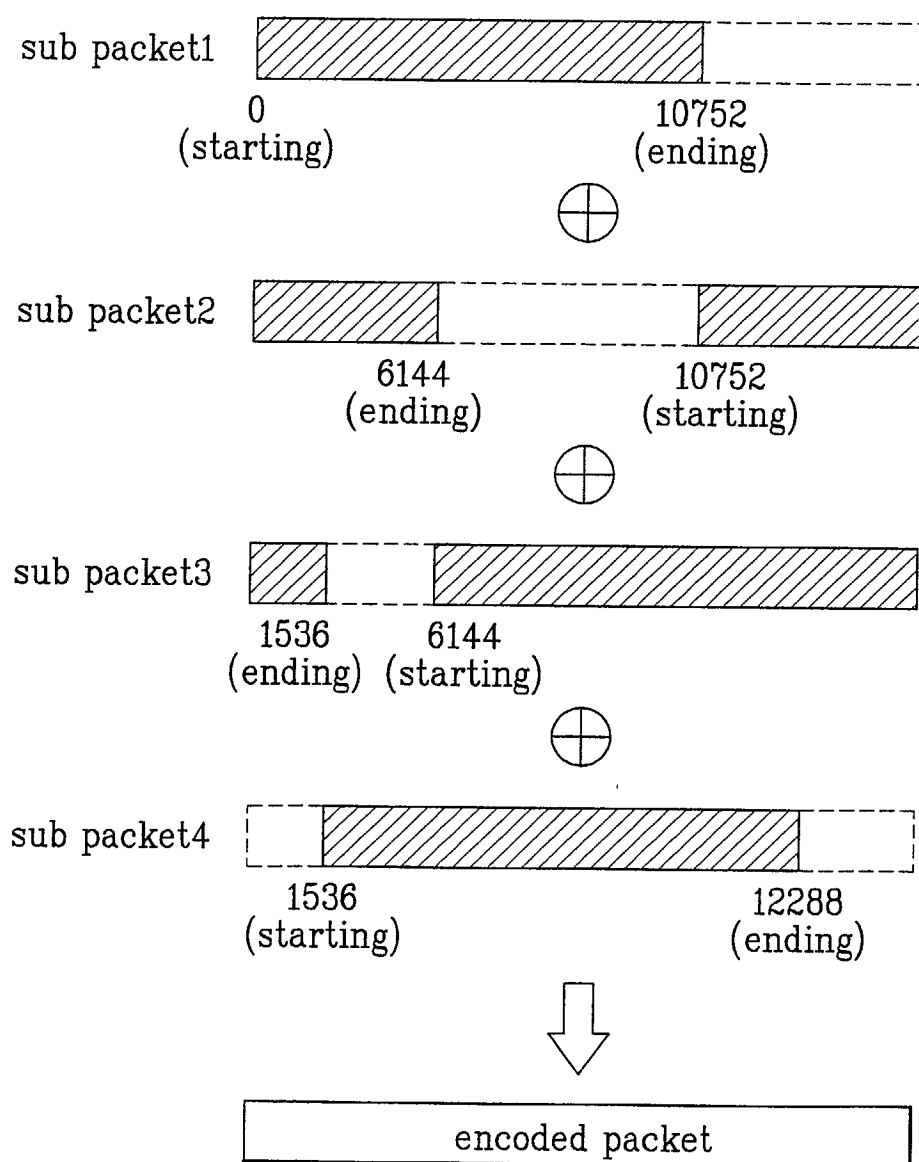 sub packet1
0
(starting)
10752
(ending)
sub packet2
6144
(ending)
10752
(starting)
sub packet3
1536
(ending)
6144
(starting)
sub packet4
1536
(starting)
12288
(ending)
encoded packet